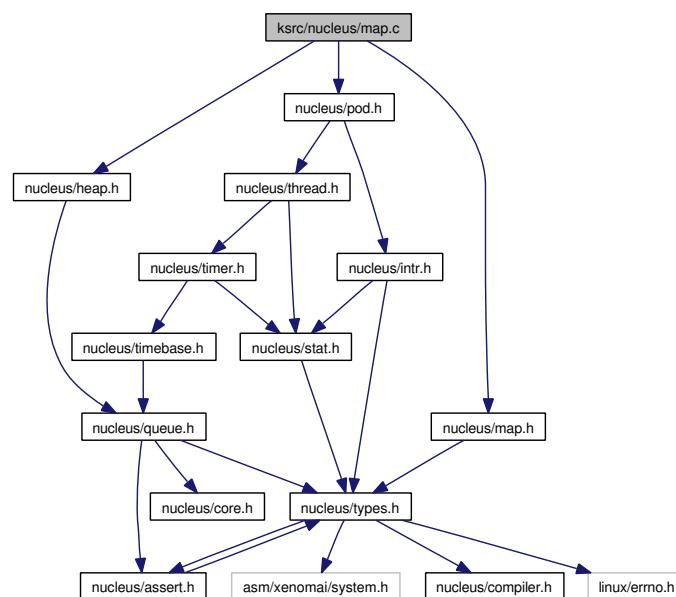 ksrc/nucleus/map.c
nucleus/pod.h
nucleus/heap.h
nucleus/thread.h
nucleus/timer.h
nucleus/intr.h
nucleus/timebase.h
nucleus/stat.h
nucleus/queue.h
nucleus/map.h
nucleus/core.h
nucleus/types.h
nucleus/assert.h
asm/xenomai/system.h
nucleus/compiler.h
linux/errno.h